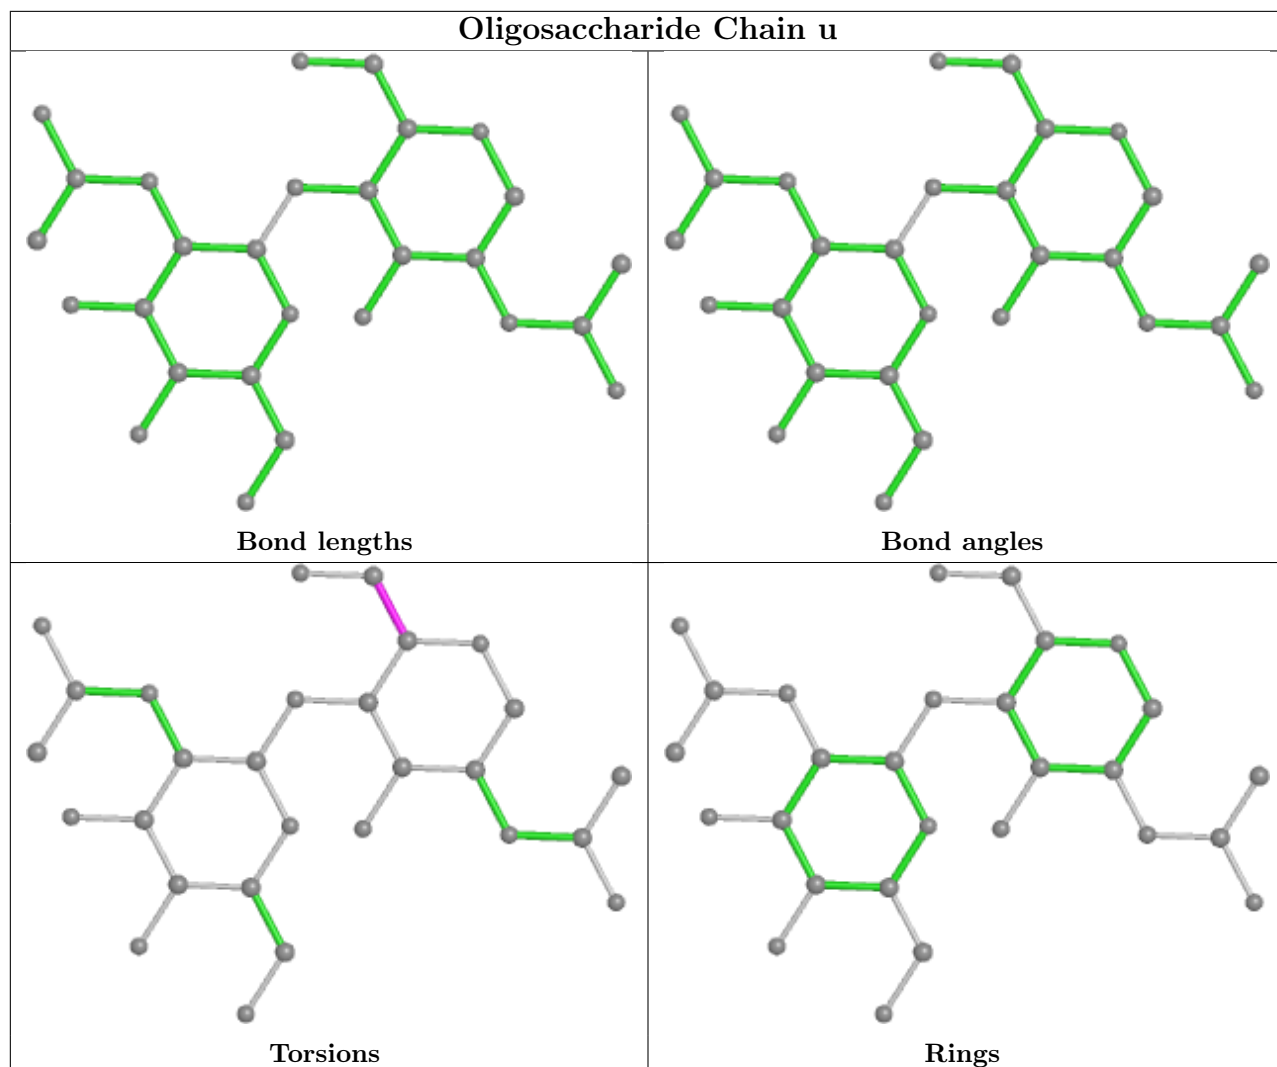 Oligosaccharide Chain u
Bond lengths
Bond angles
Torsions
Rings